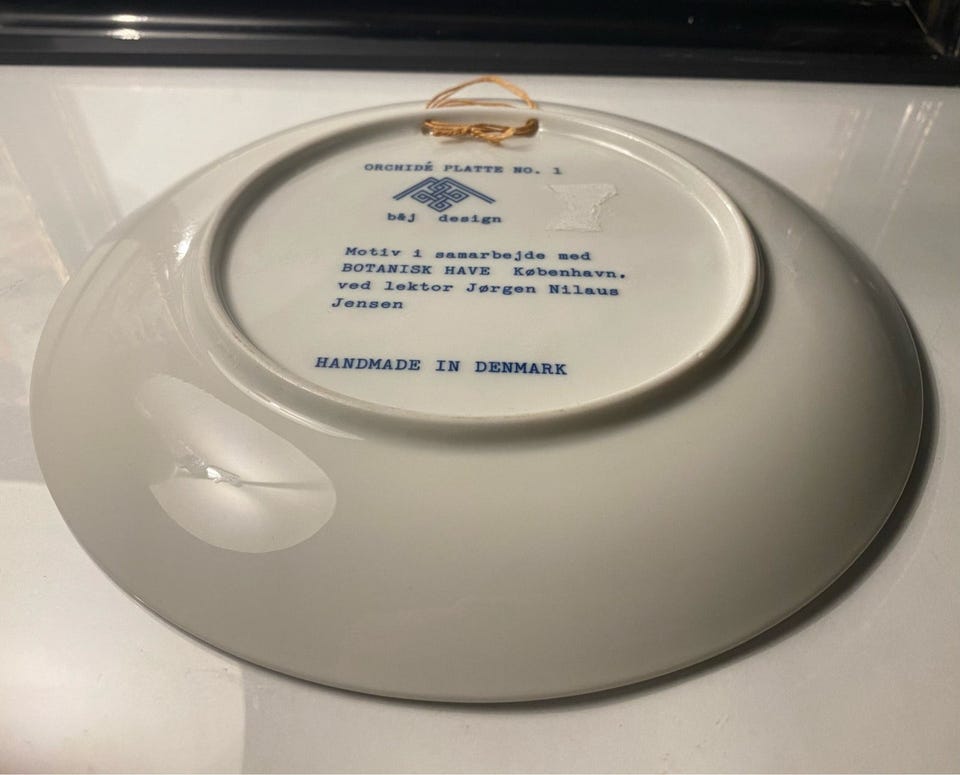 ORCHIDÉ PLATTE NO. 1
b&j design
Motiv i samarbejde med
BOTANISK HAVE København.
ved lektor Jørgen Nilaus
Jensen
HANDMADE IN DENMARK